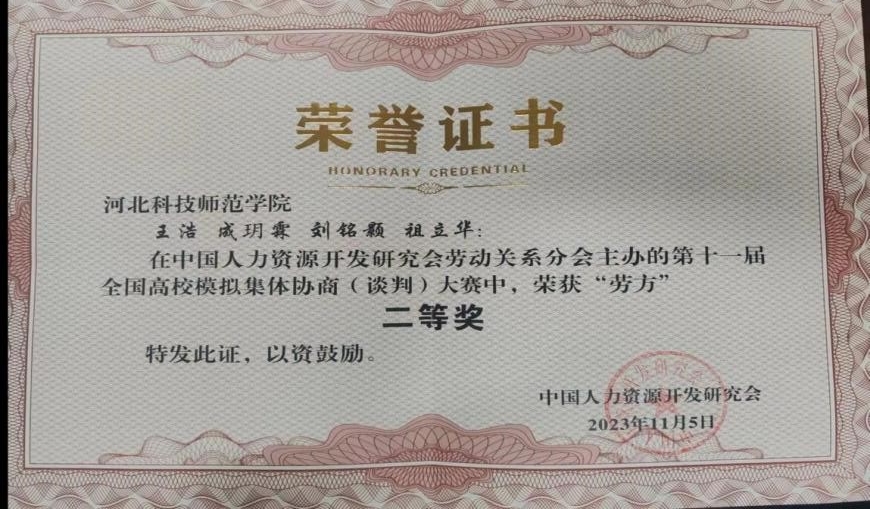 荣誉证书
HONORARY CREDENTIAL
河北科技师范学院
王浩 成玥霖 刘铭颢 祖立华：
在中国人力资源开发研究会劳动关系分会主办的第十一届
全国高校模拟集体协商（谈判）大赛中，荣获“劳方”
二等奖
特发此证，以资鼓励。
中国人力资源开发研究会
2023年11月5日